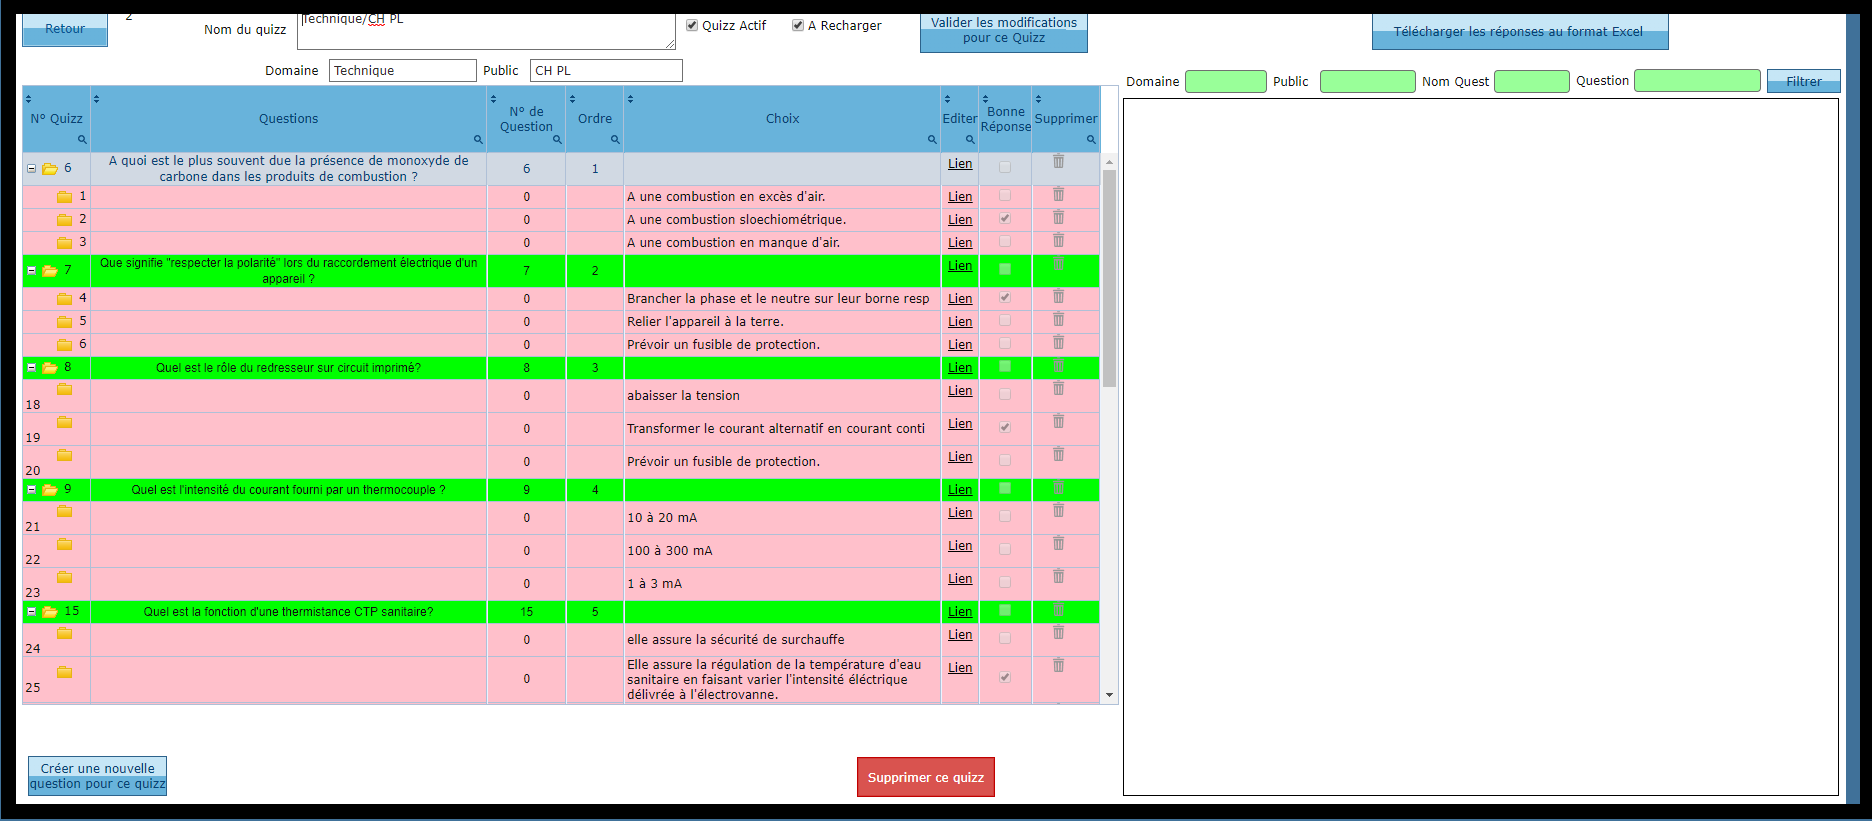 Retour
2
Nom du quizz
Technique/CH PL
Quizz Actif
A Recharger
Valider les modifications
pour ce Quizz
Télécharger les réponses au format Excel
Domaine
Technique
Public
CH PL
Domaine
Public
Nom Quest
Question
Filtrer
N° Quizz
Questions
N° de
Question
Ordre
Choix
Editer
Bonne
Réponse
Supprimer
6
A quoi est le plus souvent due la présence de monoxyde de
carbone dans les produits de combustion ?
6
1
Lien
1
0
A une combustion en excès d'air.
Lien
2
0
A une combustion sloechiométrique.
Lien
3
0
A une combustion en manque d'air.
Lien
7
Que signifie "respecter la polarité" lors du raccordement électrique d'un
appareil ?
7
2
Lien
4
0
Brancher la phase et le neutre sur leur borne resp
Lien
5
0
Relier l'appareil à la terre.
Lien
6
0
Prévoir un fusible de protection.
Lien
8
Quel est le rôle du redresseur sur circuit imprimé?
8
3
Lien
18
0
abaisser la tension
Lien
19
0
Transformer le courant alternatif en courant conti
Lien
20
0
Prévoir un fusible de protection.
Lien
9
Quel est l'intensité du courant fourni par un thermocouple ?
9
4
Lien
21
0
10 à 20 mA
Lien
22
0
100 à 300 mA
Lien
23
0
1 à 3 mA
Lien
15
Quel est la fonction d'une thermistance CTP sanitaire?
15
5
Lien
24
0
elle assure la sécurité de surchauffe
Lien
25
0
Elle assure la régulation de la température d'eau
sanitaire en faisant varier l'intensité éléctrique
délivrée à l'électrovanne.
Lien
Créer une nouvelle
question pour ce quizz
Supprimer ce quizz